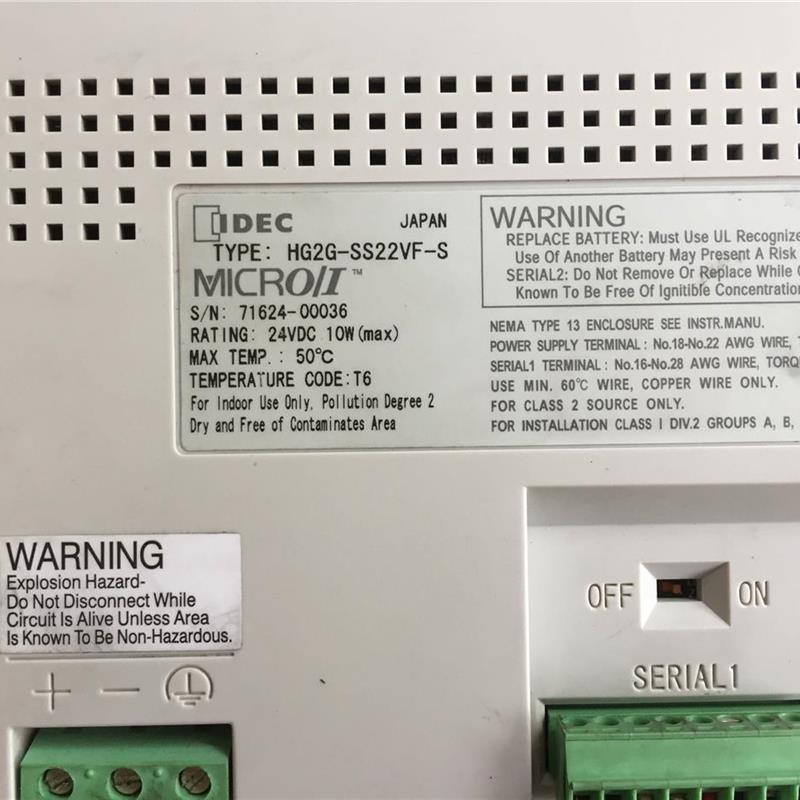 IDEC JAPAN
TYPE: HG2G-SS22VF-S
MICRO/I ™
S/N: 71624-00036
RATING: 24VDC 10W(max)
MAX TEMP. : 50℃
TEMPERATURE CODE:T6
For Indoor Use Only, Pollution Degree 2
Dry and Free of Contaminates Area
WARNING
REPLACE BATTERY: Must Use UL Recognize
Use Of Another Battery May Present A Risk
SERIAL2: Do Not Remove Or Replace While
Known To Be Free Of Ignitible Concentration
NEMA TYPE 13 ENCLOSURE SEE INSTR.MANU.
POWER SUPPLY TERMINAL : No.18-No.22 AWG WIRE,
SERIAL1 TERMINAL : No.16-No.28 AWG WIRE, TORQ
USE MIN. 60℃ WIRE, COPPER WIRE ONLY.
FOR CLASS 2 SOURCE ONLY.
FOR INSTALLATION CLASS I DIV.2 GROUPS A, B,
WARNING
Explosion Hazard-
Do Not Disconnect While
Circuit Is Alive Unless Area
Is Known To Be Non-Hazardous.
+ −
OFF ON
SERIAL1